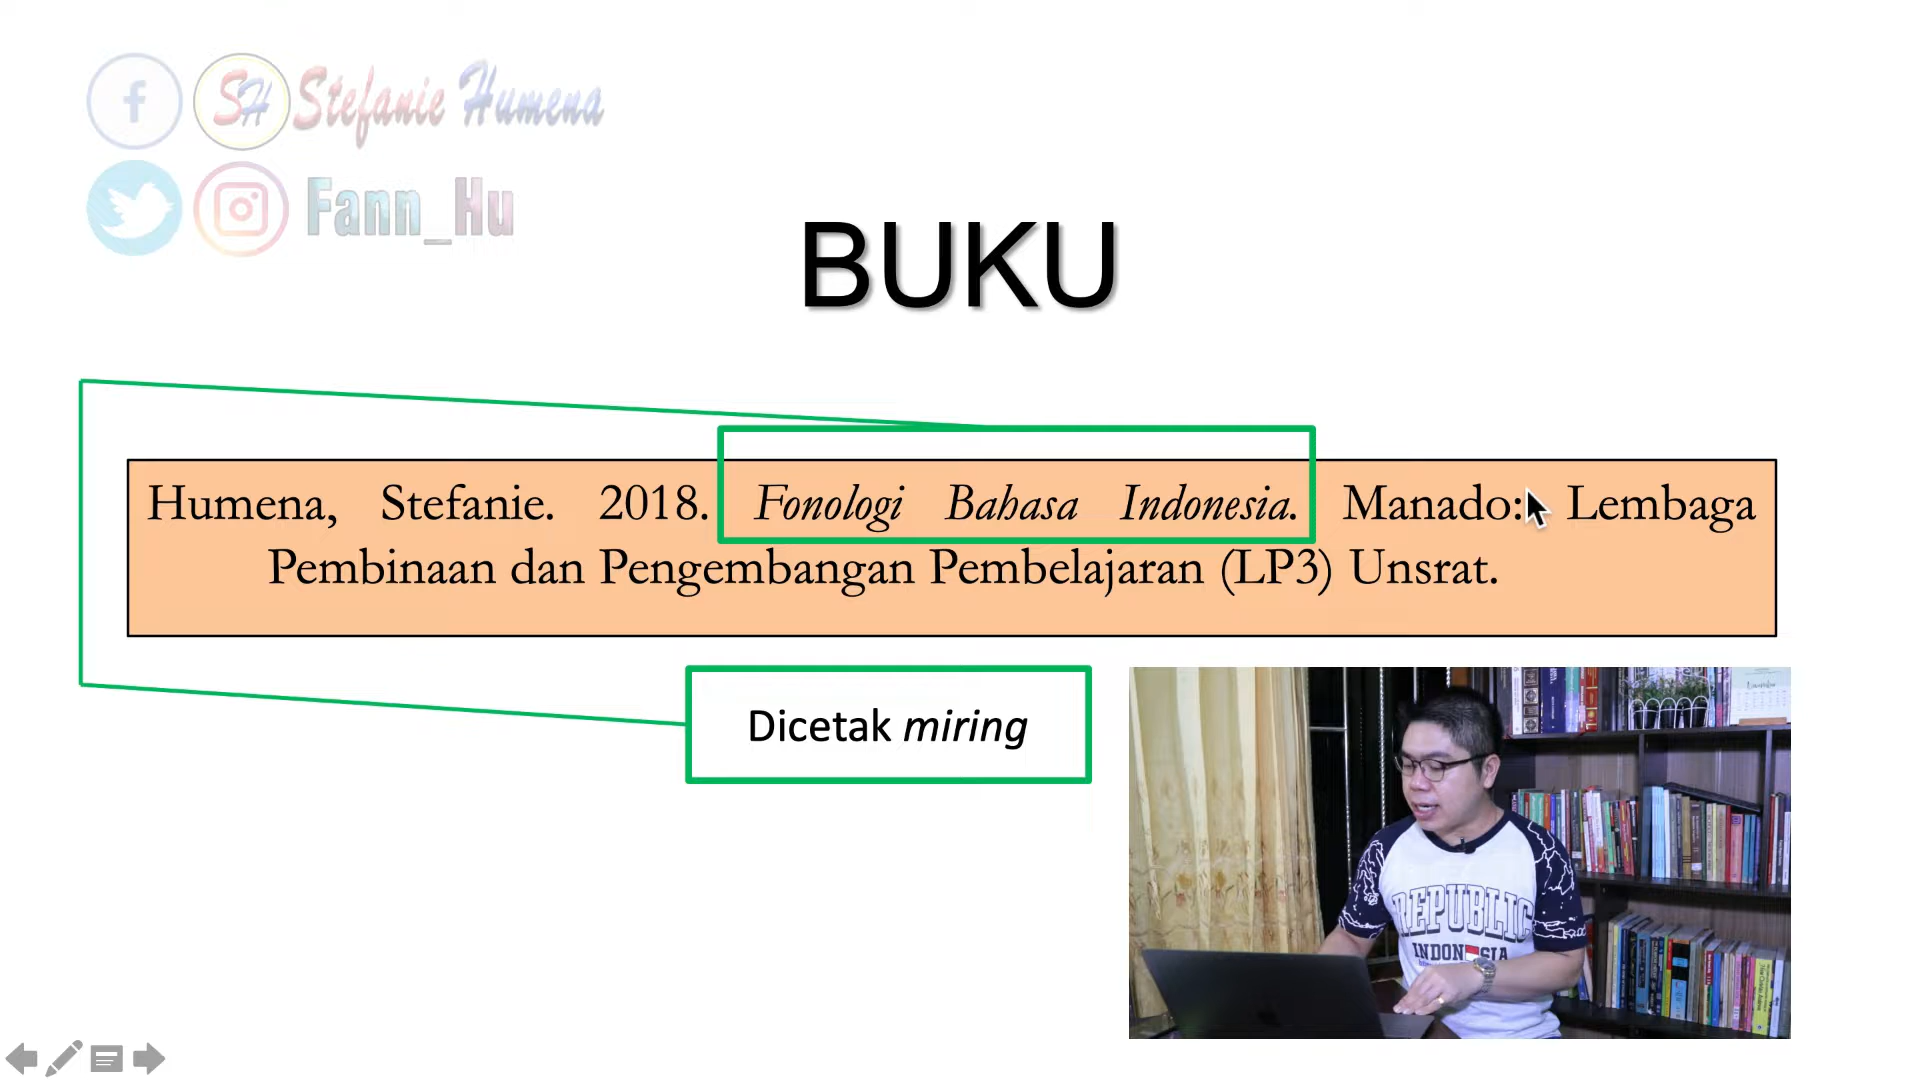 f SH Stefanie Humena
Fann_Hu
BUKU
Humena, Stefanie. 2018. Fonologi Bahasa Indonesia. Manado: Lembaga
Pembinaan dan Pengembangan Pembelajaran (LP3) Unsrat.
Dicetak miring
REPUBLIC
INDONESIA